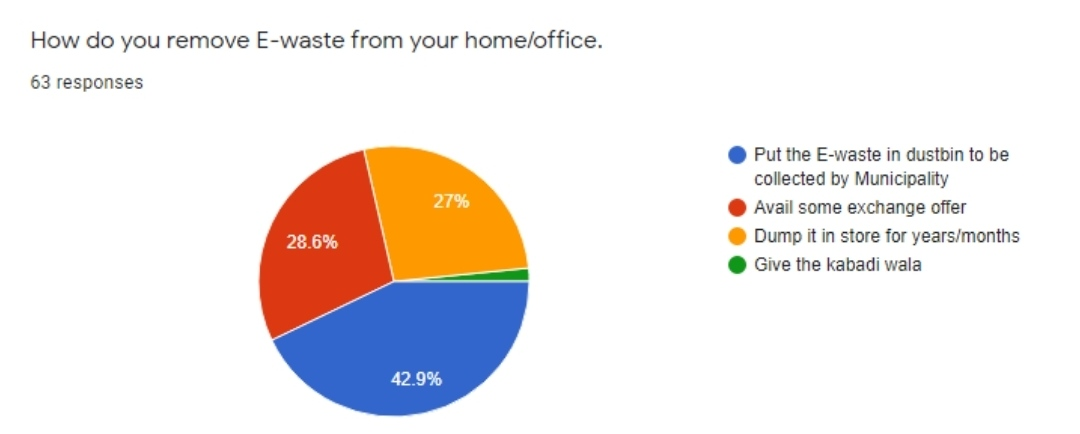 How do you remove E-waste from your home/office.
63 responses
27%
28.6%
42.9%
Put the E-waste in dustbin to be
collected by Municipality
Avail some exchange offer
Dump it in store for years/months
Give the kabadi wala